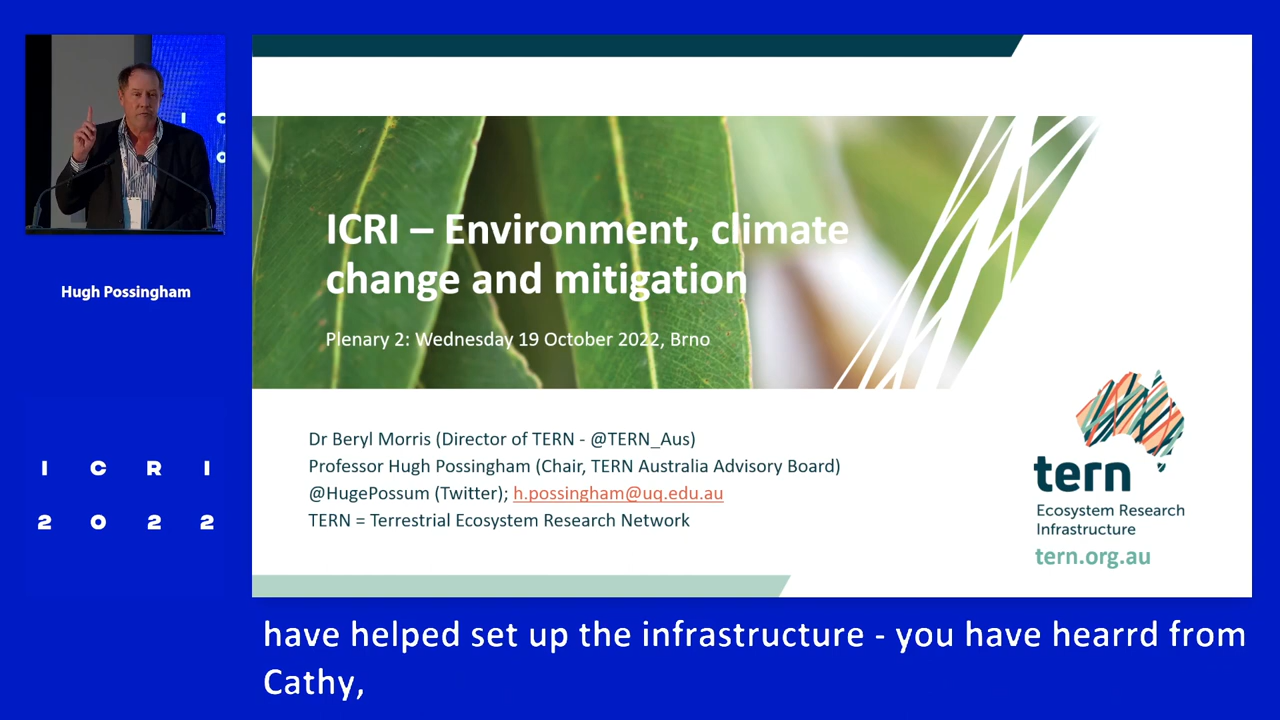 I C
O
Hugh Possingham
I C R I
2 0 2 2
ICRI – Environment, climate
change and mitigation
Plenary 2: Wednesday 19 October 2022, Brno
Dr Beryl Morris (Director of TERN - @TERN_Aus)
Professor Hugh Possingham (Chair, TERN Australia Advisory Board)
@HugePossum (Twitter); h.possingham@uq.edu.au
TERN = Terrestrial Ecosystem Research Network
tern
Ecosystem Research
Infrastructure
tern.org.au
have helped set up the infrastructure - you have hearrd from
Cathy,